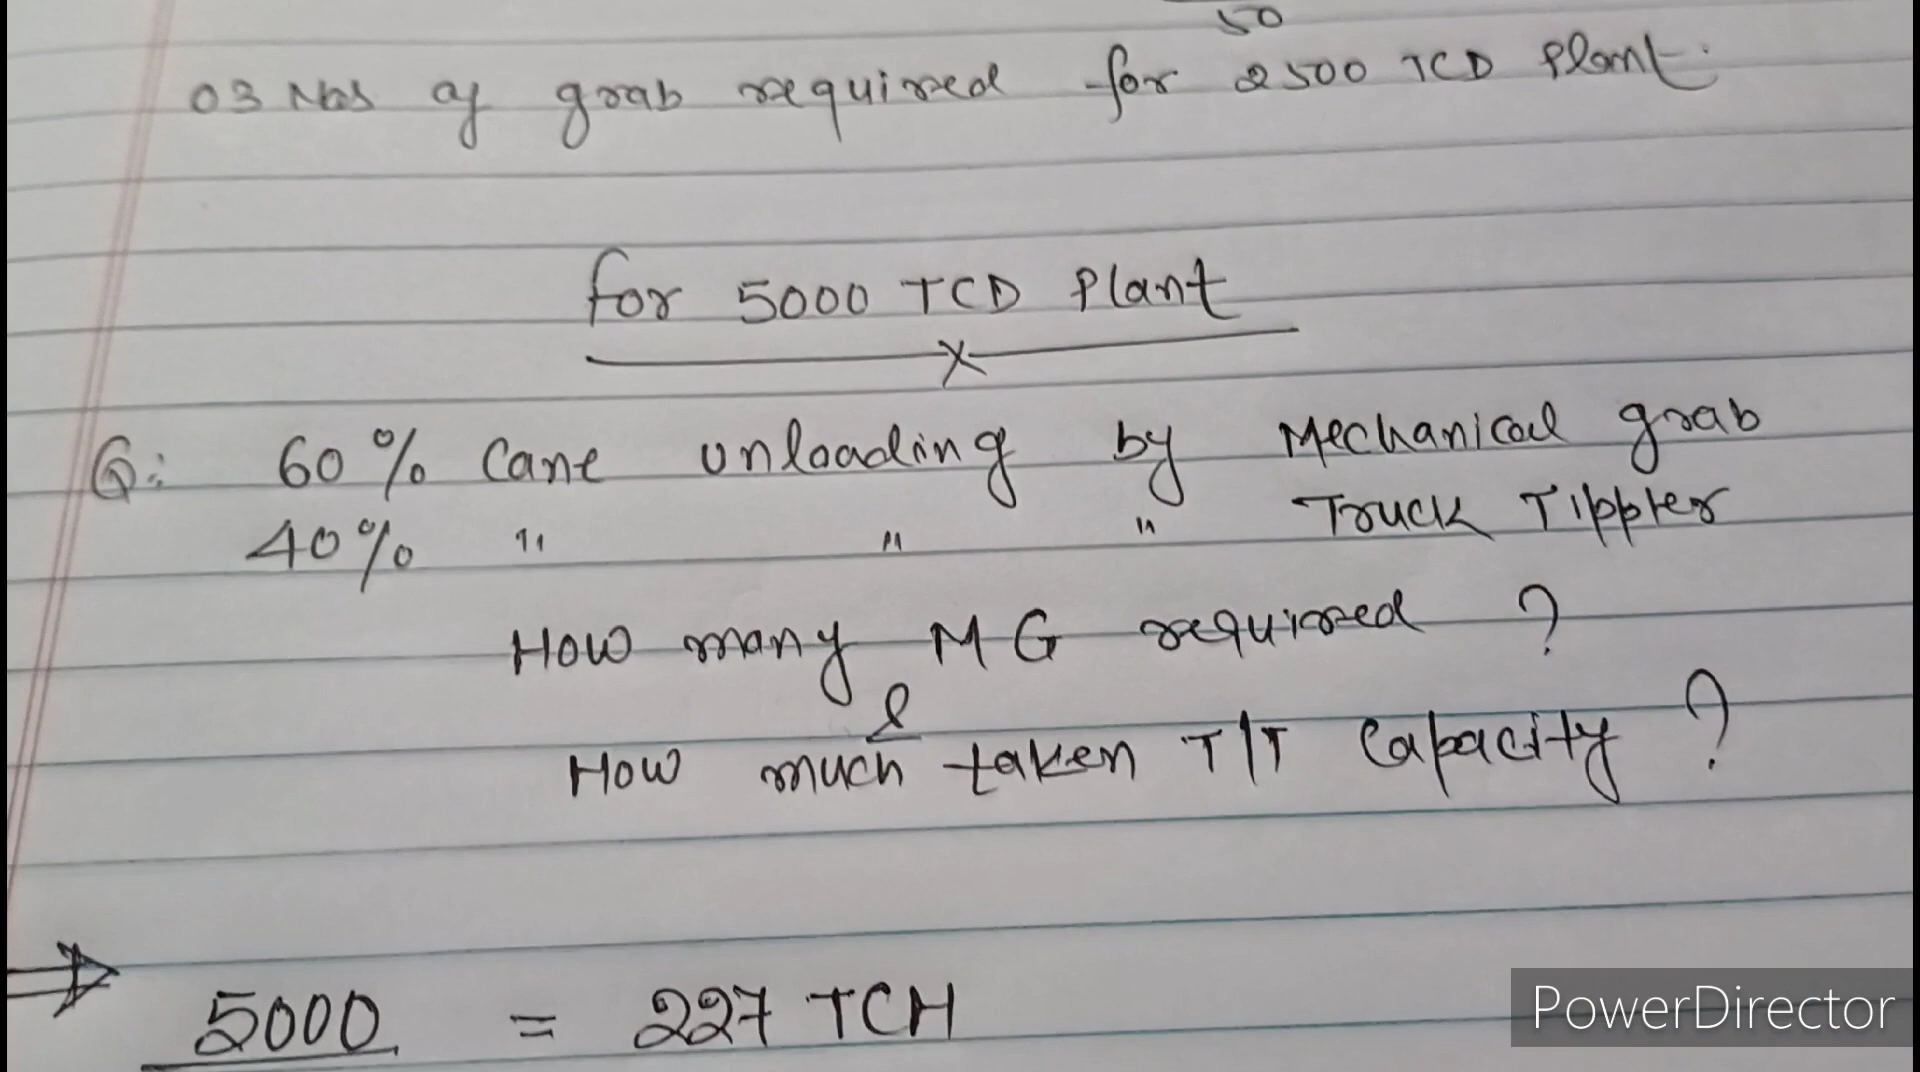 50
03 Nos of grab required for 2500 TCD Plant.
for 5000 TCD Plant
x
Q: 60% Cane unloading by Mechanical grab
40% " " " Truck Tippler
How many MG required ?
&
How much taken T/T Capacity ?
⇒ 5000 = 227 TCH
PowerDirector